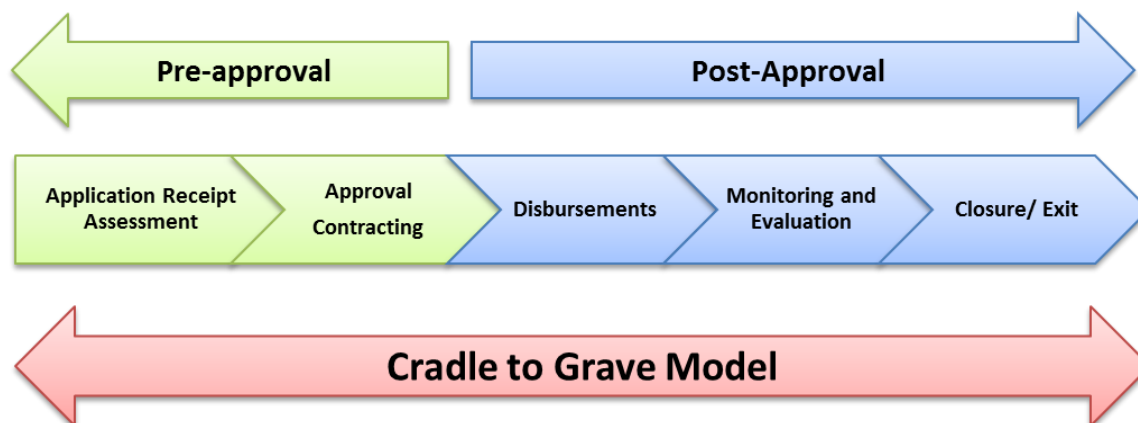 Pre-approval
Post-Approval
Application Receipt
Assessment
Approval
Contracting
Disbursements
Monitoring and
Evaluation
Closure/ Exit
Cradle to Grave Model